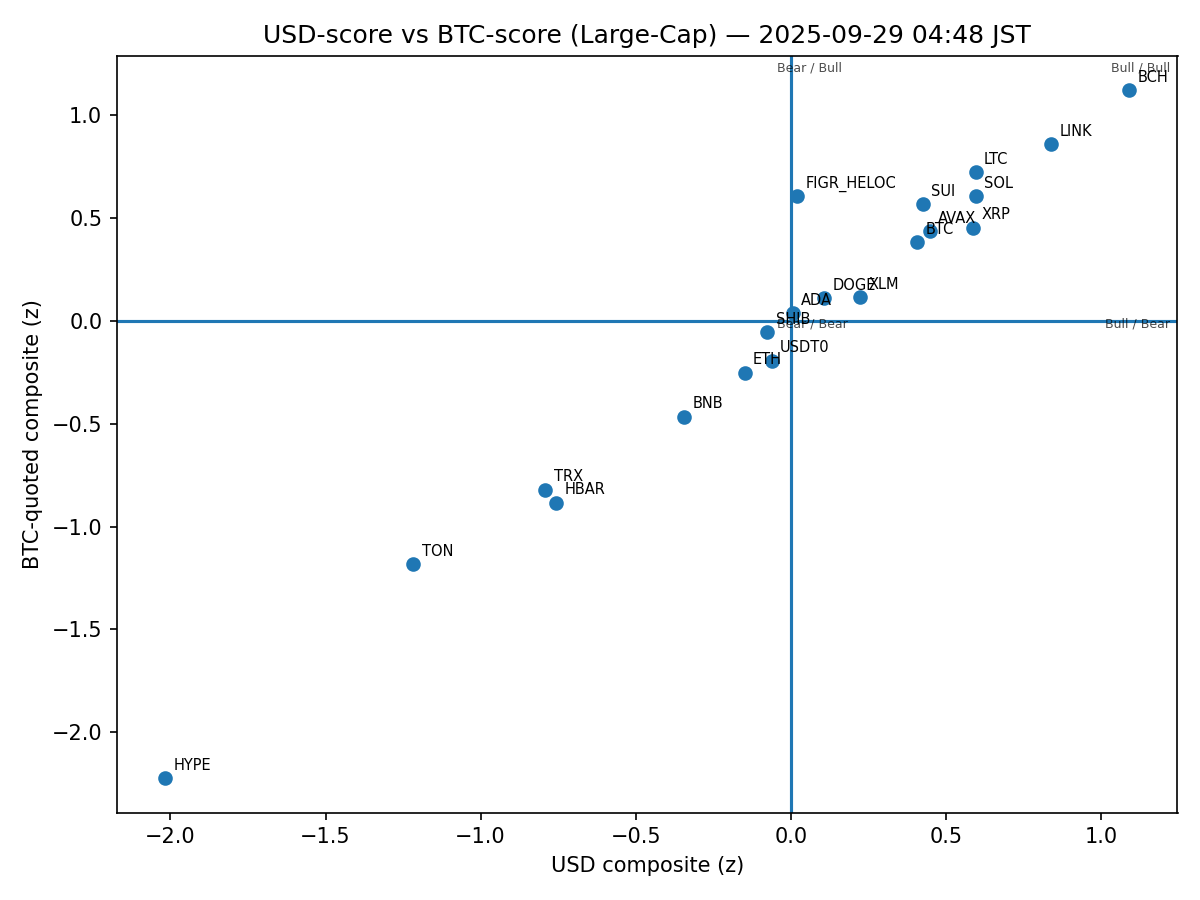 USD-score vs BTC-score (Large-Cap) — 2025-09-29 04:48 JST
Bear / Bull
Bull / Bull
BCH
1.0
LINK
LTC
FIGR_HELOC
SOL
SUI
0.5
AVAX
XRP
BTC
DOGE
XLM
ADA
0.0
SHIB
Bear / Bear
Bull / Bear
USDT0
ETH
BNB
−0.5
TRX
HBAR
−1.0
TON
−1.5
−2.0
HYPE
BTC-quoted composite (z)
−2.0
−1.5
−1.0
−0.5
0.0
0.5
1.0
USD composite (z)